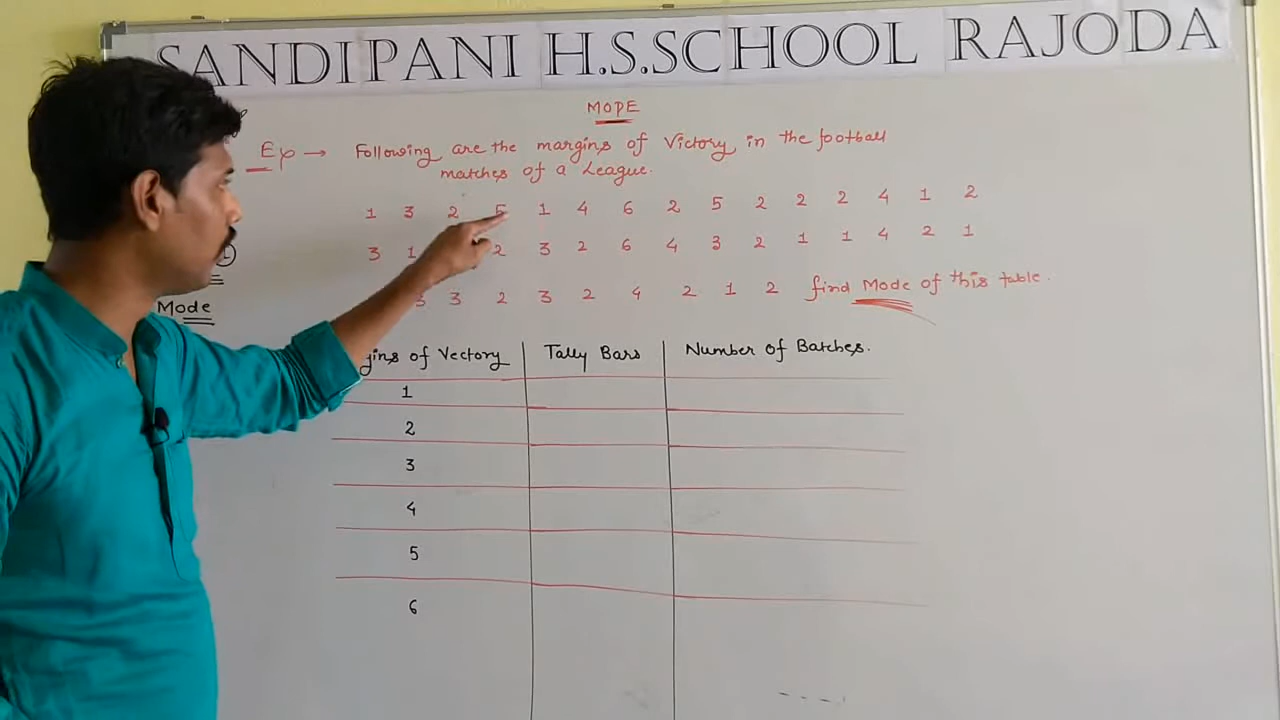 SANDIPANI H.S.SCHOOL RAJODA
MODE
Ex → Following are the margins of Victory in the football
matches of a League.
1 3 2 5 1 4 6 2 5 2 2 2 4 1 2
3 1 2 3 2 6 4 3 2 1 1 4 2 1
3 3 2 3 2 4 2 1 2 find Mode of this table.
Mode
of Vectory Tally Bars Number of Batches.
1
2
3
4
5
6